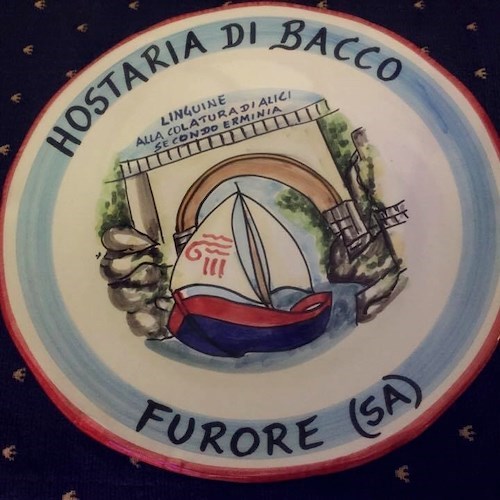 HOSTARIA DI BACCO
LINGUINE
ALLA COLATURA DI ALICI
SECONDO ERMINIA
FURORE (SA)